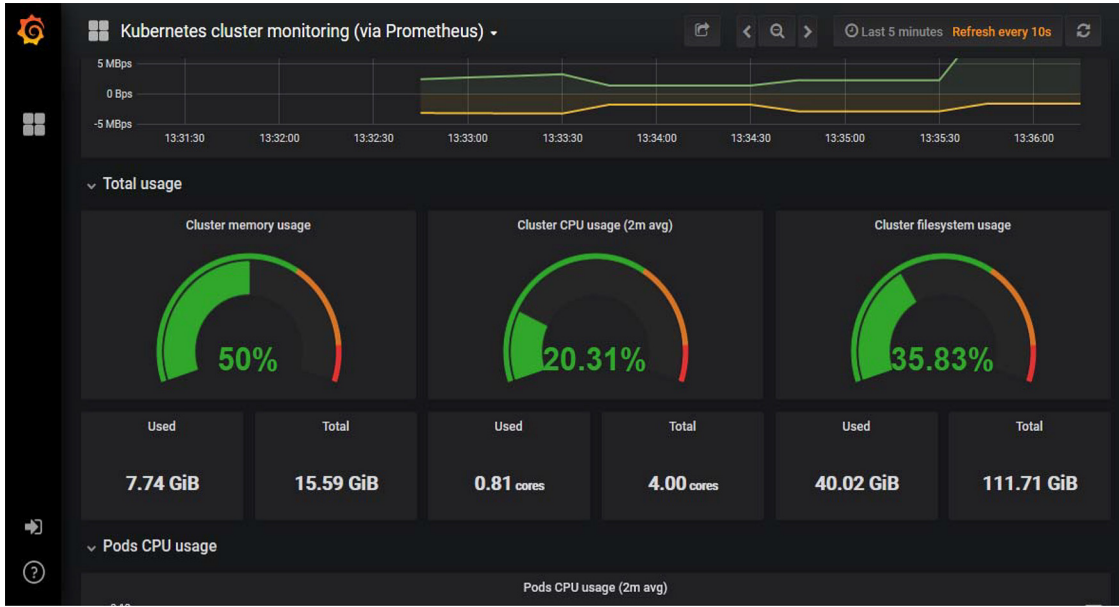 Kubernetes cluster monitoring (via Prometheus)
Last 5 minutes Refresh every 10s
5 MBps
0 Bps
-5 MBps
13:31:30 13:32:00 13:32:30 13:33:00 13:33:30 13:34:00 13:34:30 13:35:00 13:35:30 13:36:00
Total usage
Cluster memory usage Cluster CPU usage (2m avg) Cluster filesystem usage
50% 20.31% 35.83%
Used Total Used Total Used Total
7.74 GiB 15.59 GiB 0.81 cores 4.00 cores 40.02 GiB 111.71 GiB
Pods CPU usage
Pods CPU usage (2m avg)